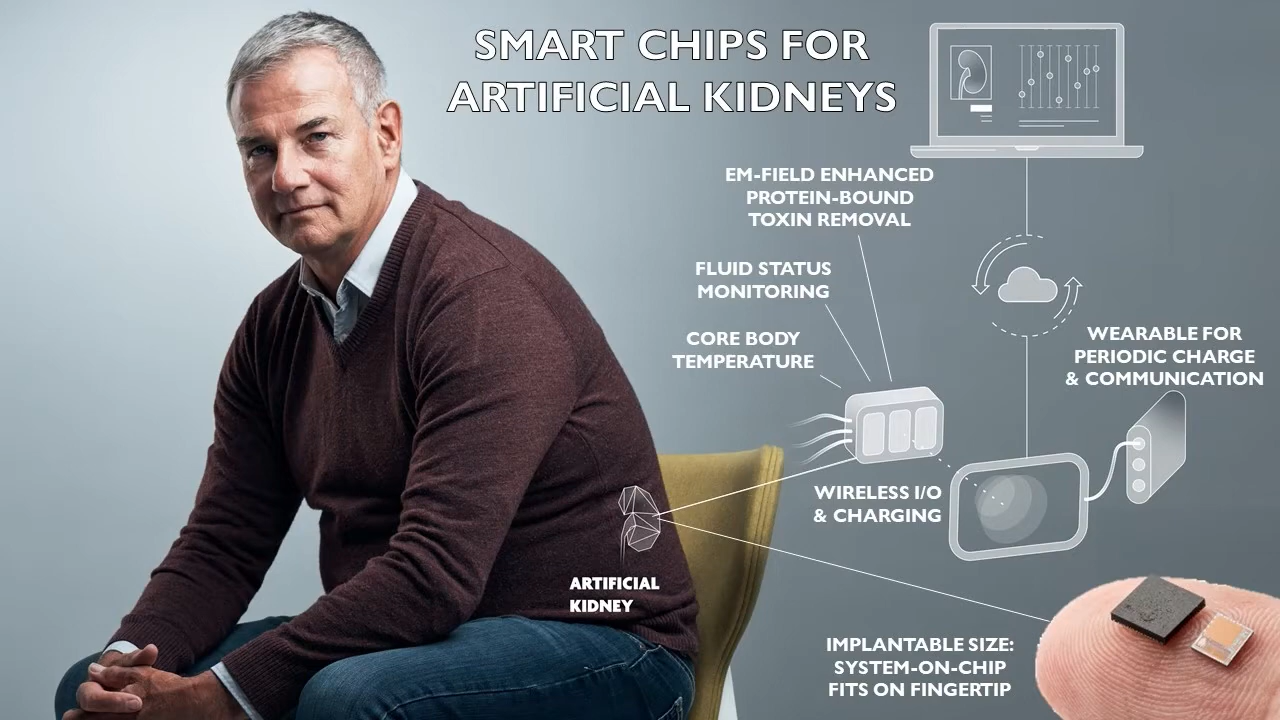 SMART CHIPS FOR
ARTIFICIAL KIDNEYS
EM-FIELD ENHANCED
PROTEIN-BOUND
TOXIN REMOVAL
FLUID STATUS
MONITORING
CORE BODY
TEMPERATURE
WEARABLE FOR
PERIODIC CHARGE
& COMMUNICATION
WIRELESS I/O
& CHARGING
ARTIFICIAL
KIDNEY
IMPLANTABLE SIZE:
SYSTEM-ON-CHIP
FITS ON FINGERTIP